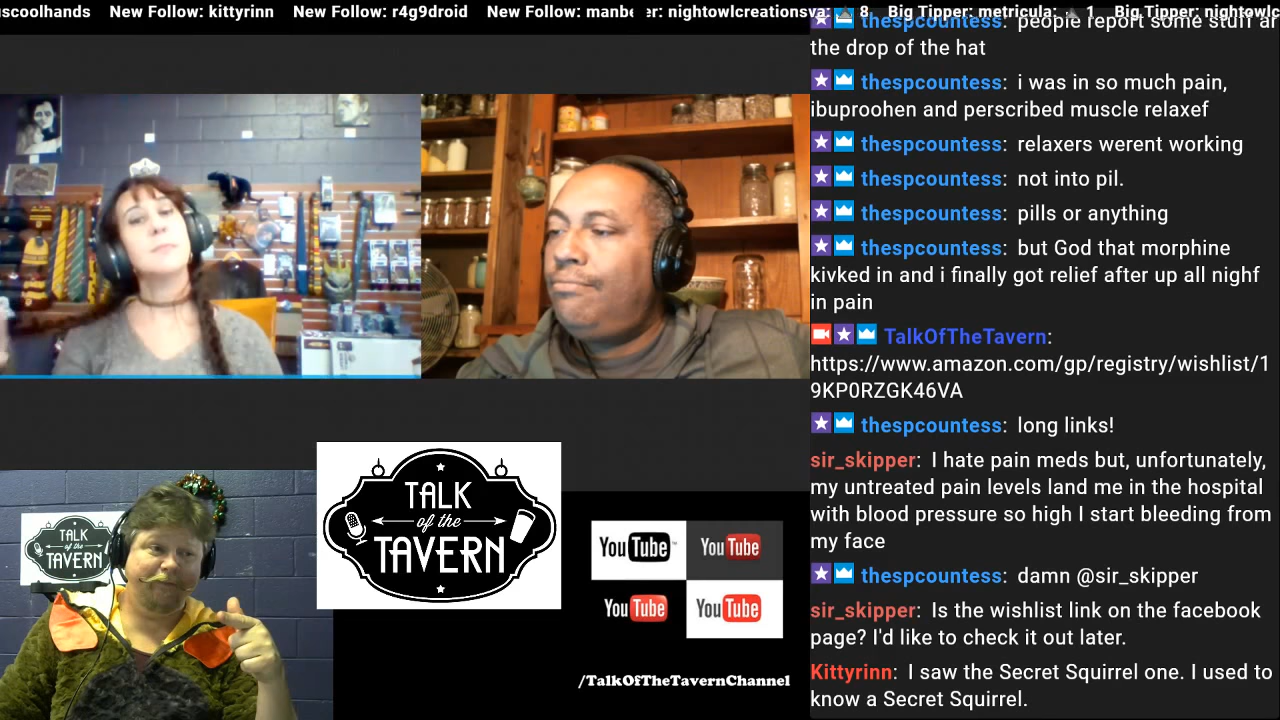 scoolhands New Follow: kittyrinn New Follow: r4g9droid New Follow: manbe er: nightowlcreationsva: 8 Big Tipper: metricula: 1 Big Tipper: nightowlc
people report some stuff at
the drop of the hat
thespcountess: i was in so much pain,
ibuproohen and perscribed muscle relaxef
thespcountess: relaxers werent working
thespcountess: not into pil.
thespcountess: pills or anything
thespcountess: but God that morphine
kivked in and i finally got relief after up all nighf
in pain
TalkOfTheTavern:
https://www.amazon.com/gp/registry/wishlist/1
9KP0RZGK46VA
thespcountess: long links!
sir_skipper: I hate pain meds but, unfortunately,
my untreated pain levels land me in the hospital
with blood pressure so high I start bleeding from
my face
thespcountess: damn @sir_skipper
sir_skipper: Is the wishlist link on the facebook
page? I'd like to check it out later.
Kittyrinn: I saw the Secret Squirrel one. I used to
know a Secret Squirrel.
TALK
of the
TAVERN
TALK
of the
TAVERN
YouTube™ YouTube
YouTube YouTube
/TalkOfTheTavernChannel